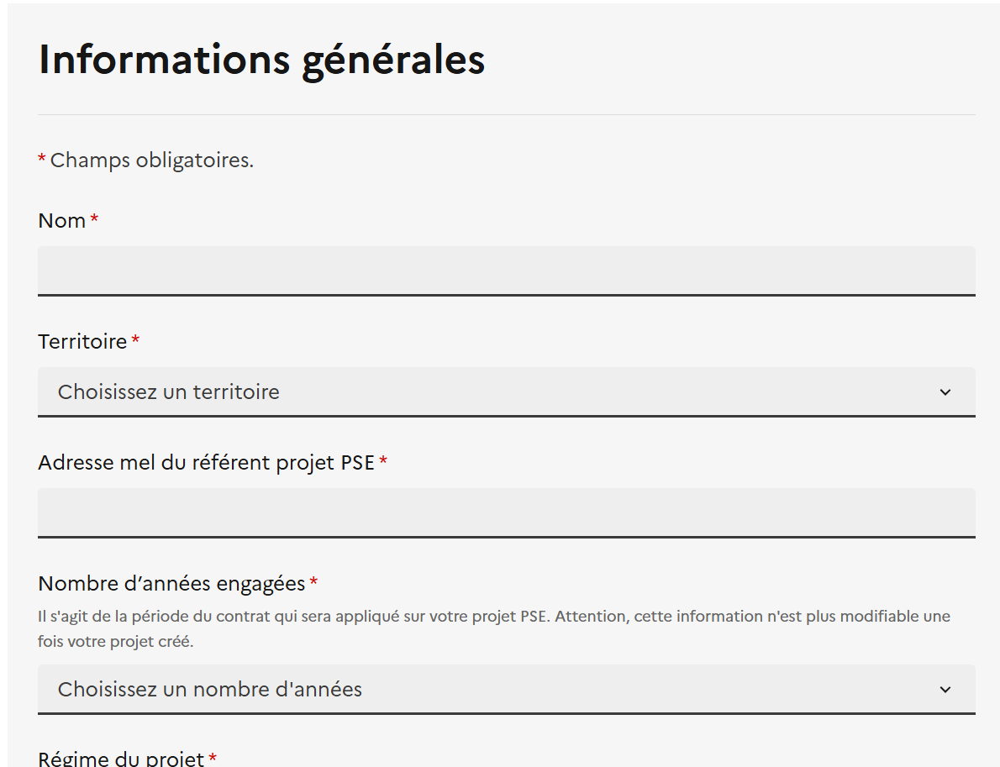 Informations générales
* Champs obligatoires.
Nom *
Territoire *
Choisissez un territoire
Adresse mel du référent projet PSE *
Nombre d’années engagées *
Il s'agit de la période du contrat qui sera appliqué sur votre projet PSE. Attention, cette information n'est plus modifiable une
fois votre projet créé.
Choisissez un nombre d'années
Régime du projet *